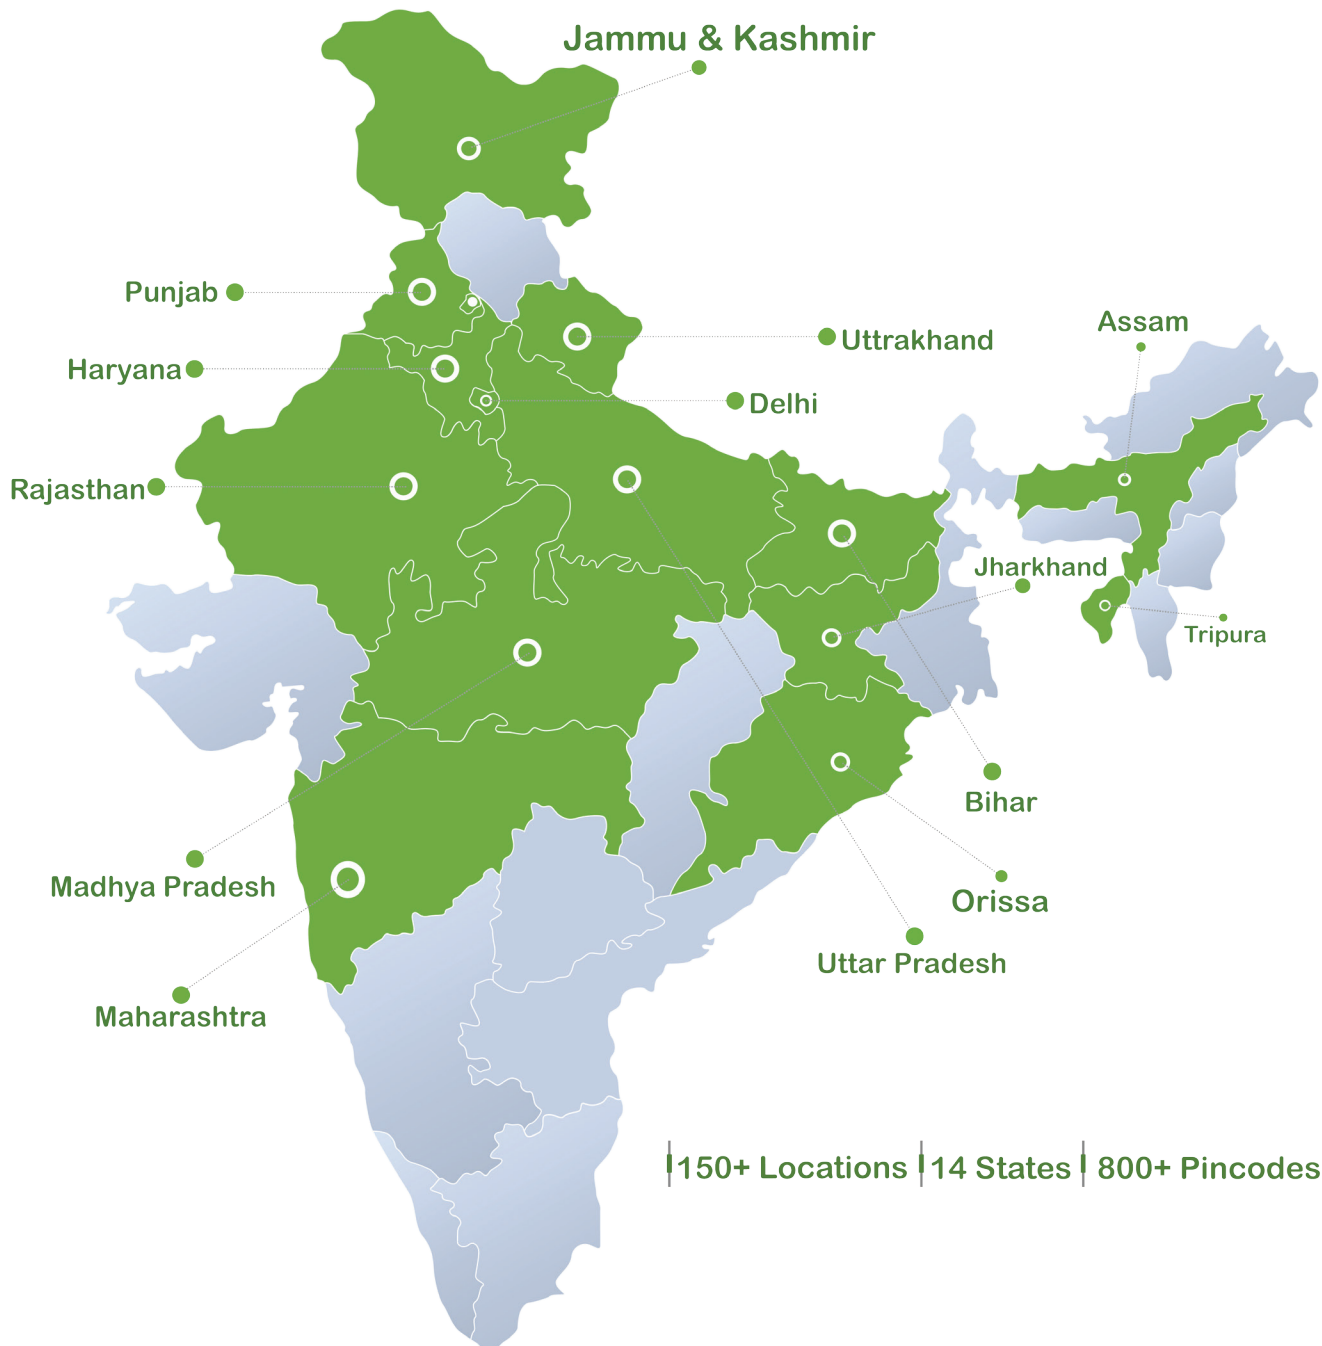 Jammu & Kashmir
Punjab
Assam
Uttrakhand
Haryana
Delhi
Rajasthan
Jharkhand
Tripura
Bihar
Madhya Pradesh
Orissa
Uttar Pradesh
Maharashtra
150+ Locations
14 States
800+ Pincodes